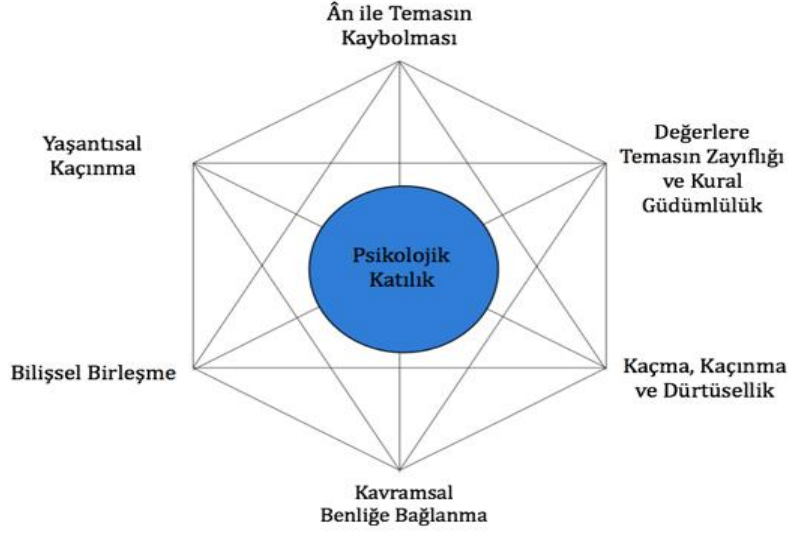 Ân ile Temasın
Kaybolması
Yaşantısal
Kaçınma
Değerlere
Temasın Zayıflığı
ve Kural
Güdümlülük
Psikolojik
Katılık
Bilişsel Birleşme
Kaçma, Kaçınma
ve Dürtüsellik
Kavramsal
Benliğe Bağlanma